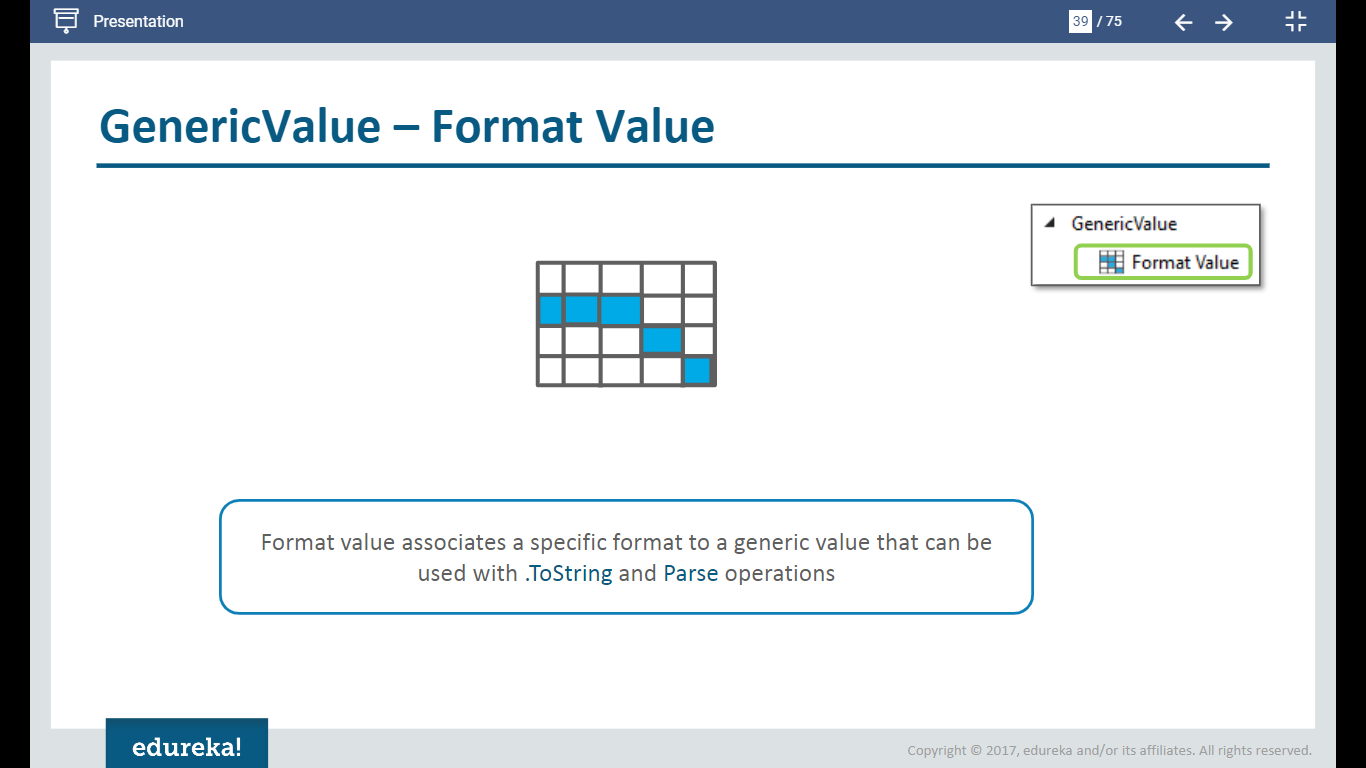 Presentation
39 / 75
GenericValue – Format Value
GenericValue
Format Value
Format value associates a specific format to a generic value that can be
used with .ToString and Parse operations
edureka!
Copyright © 2017, edureka and/or its affiliates. All rights reserved.